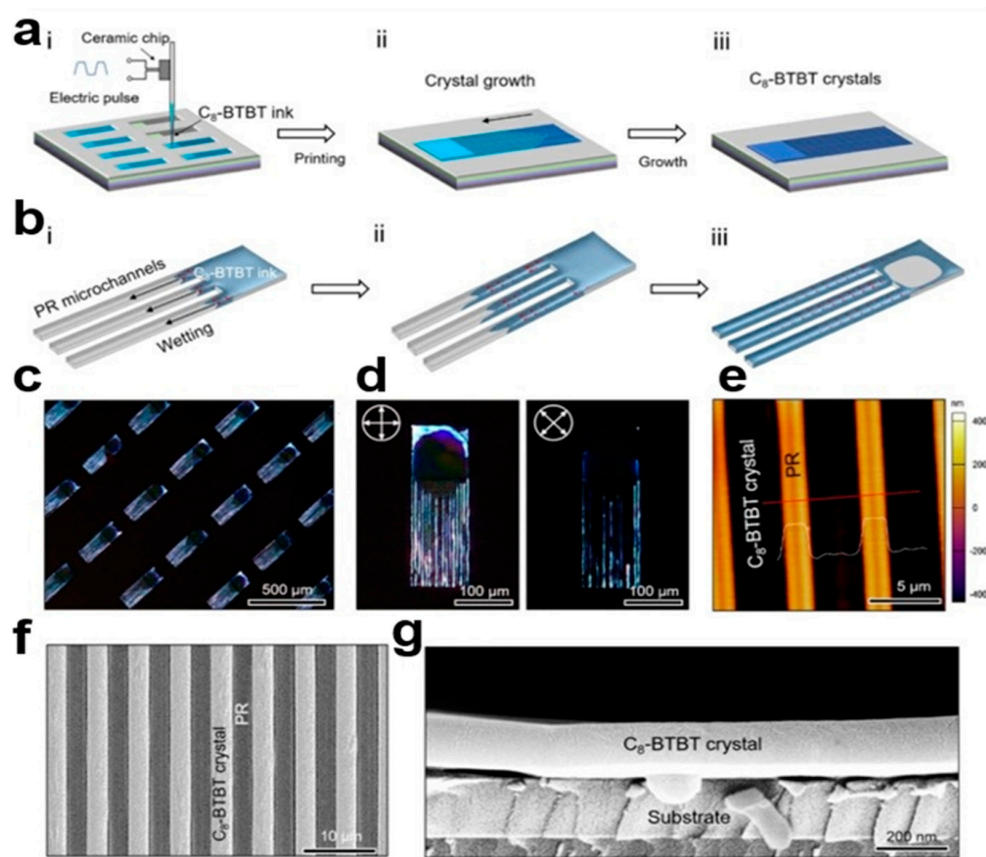 a
i
Ceramic chip
Electric pulse
C₈-BTBT ink
Printing
ii
Crystal growth
Growth
iii
C₈-BTBT crystals
b
i
PR microchannels
C₈-BTBT ink
Wetting
ii
iii
c
500 µm
d
100 µm
100 µm
e
C₈-BTBT crystal
PR
5 µm
nm
400
200
0
-200
-400
f
C₈-BTBT crystal
PR
10 µm
g
C₈-BTBT crystal
Substrate
200 nm